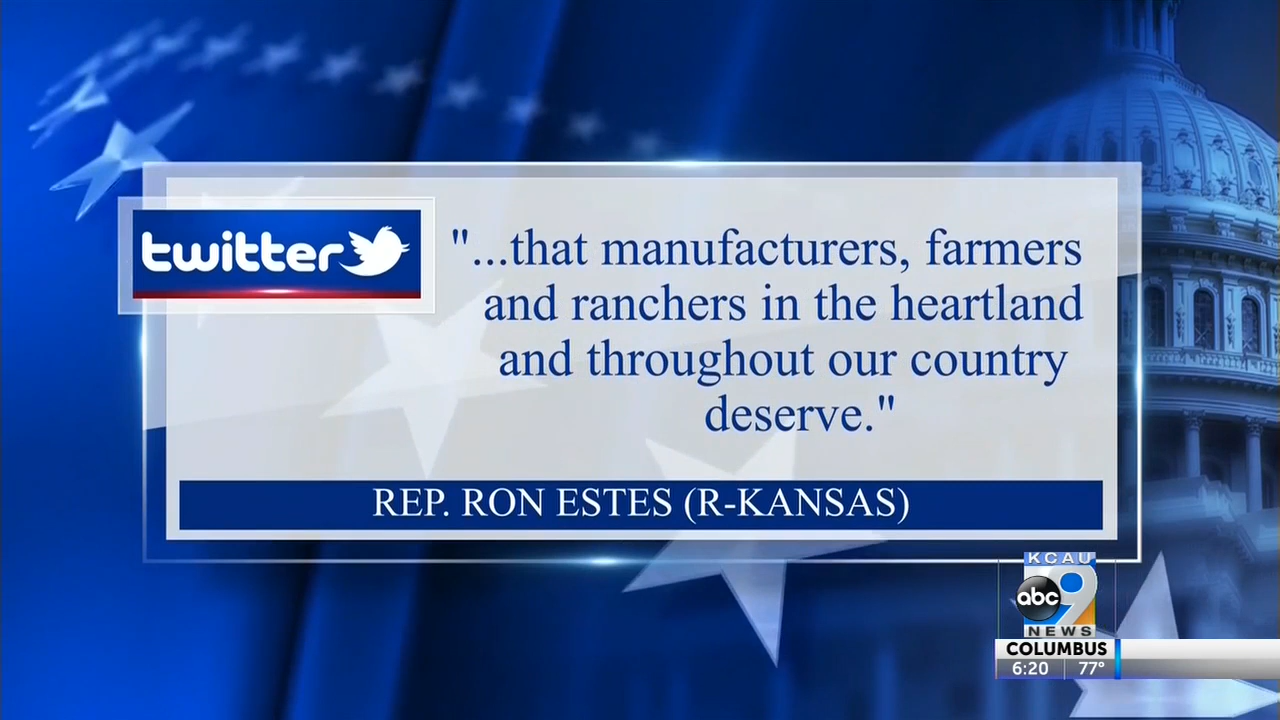 twitter
"...that manufacturers, farmers
and ranchers in the heartland
and throughout our country
deserve."
REP. RON ESTES (R-KANSAS)
KCAU
abc 9
NEWS
COLUMBUS
6:20 77°